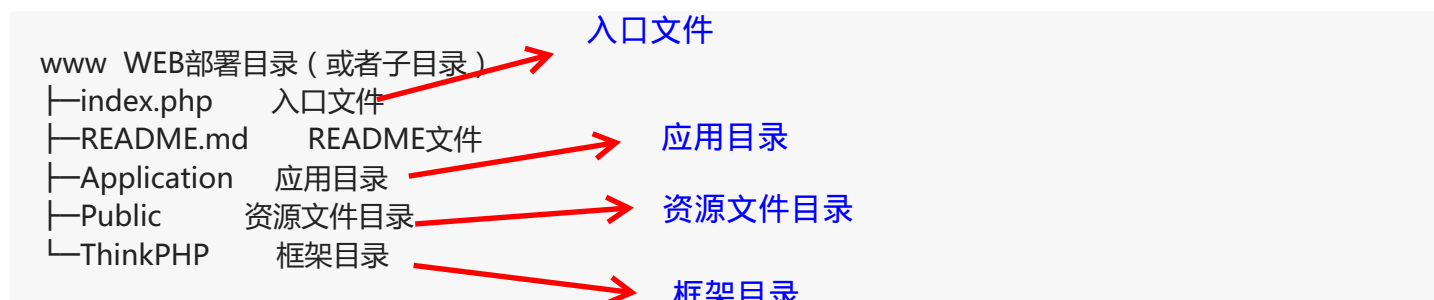 入口文件
www WEB部署目录（或者子目录）
├─index.php 入口文件
├─README.md README文件
├─Application 应用目录
├─Public 资源文件目录
└─ThinkPHP 框架目录
应用目录
资源文件目录
框架目录